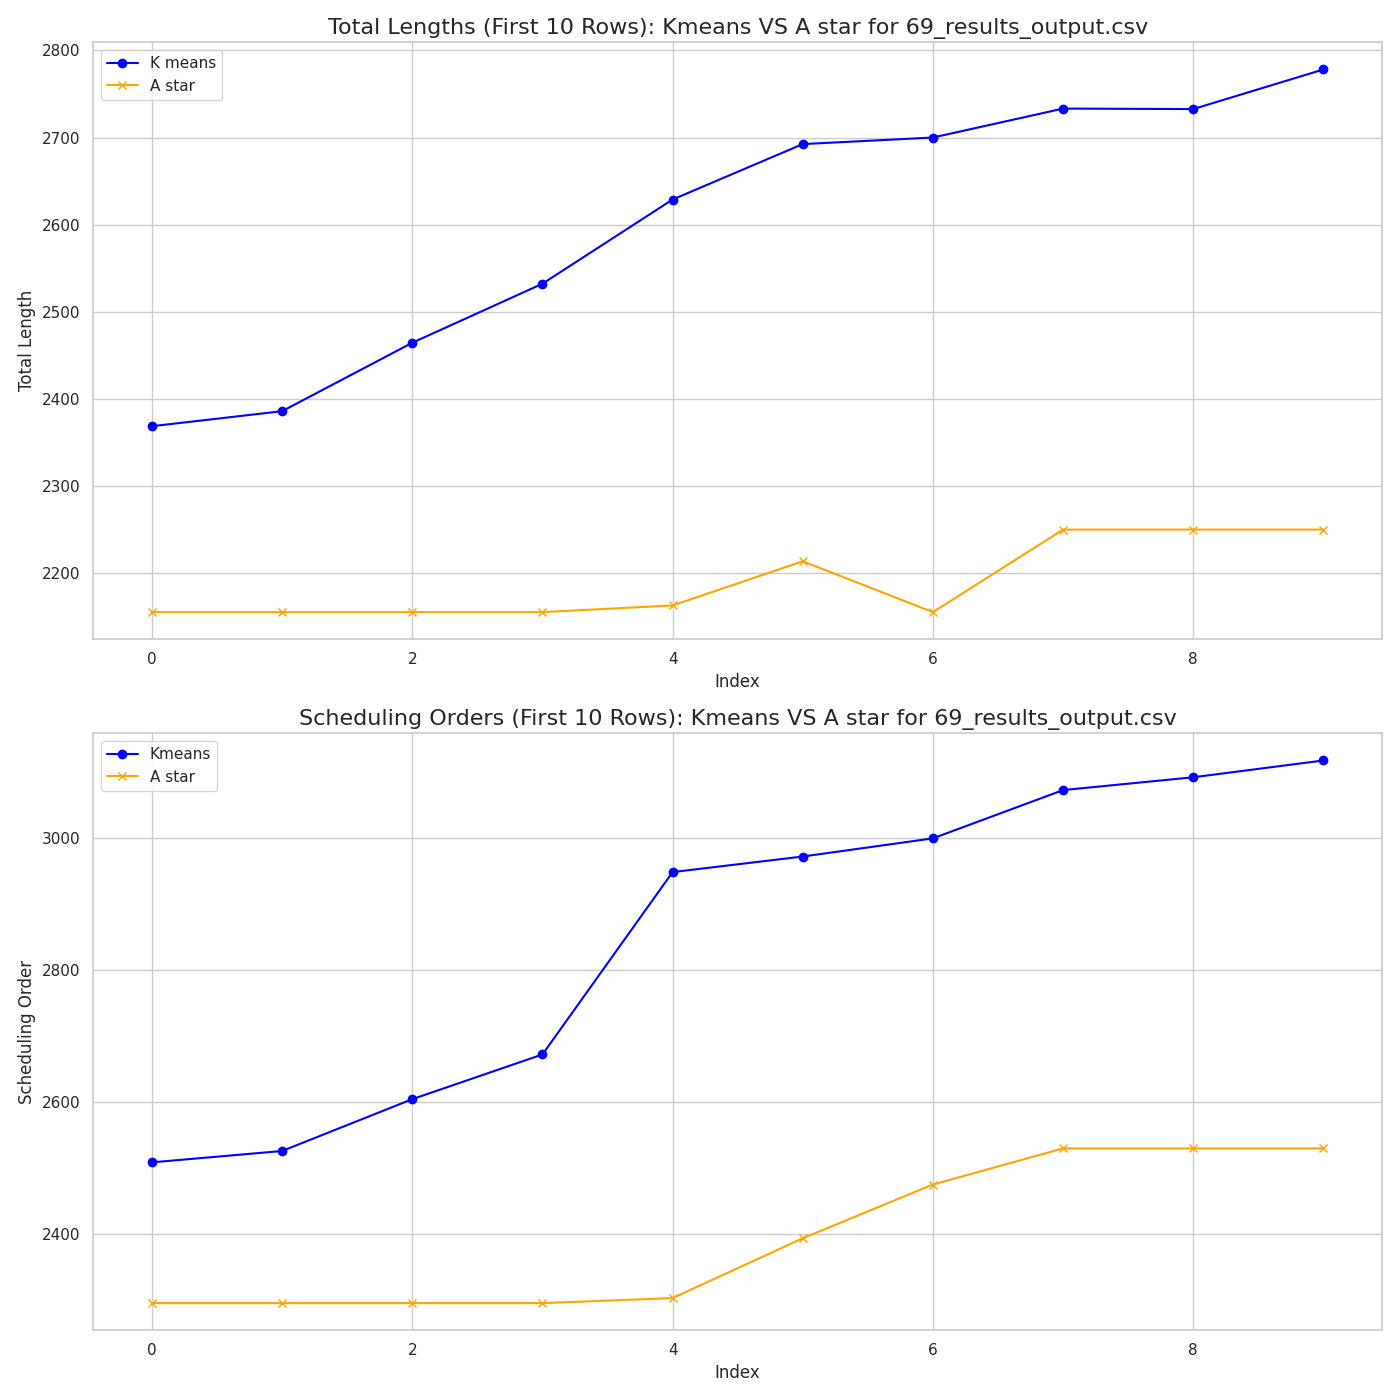 Total Lengths (First 10 Rows): Kmeans VS A star for 69_results_output.csv
K means
A star
2800
2700
2600
2500
2400
2300
2200
Total Length
0 2 4 6 8
Index
Scheduling Orders (First 10 Rows): Kmeans VS A star for 69_results_output.csv
Kmeans
A star
3000
2800
2600
2400
Scheduling Order
0 2 4 6 8
Index